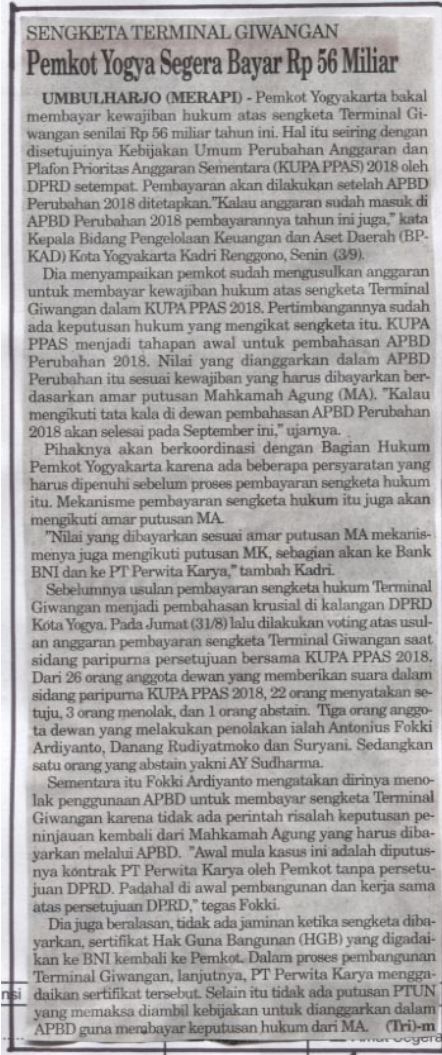 SENGKETA TERMINAL GIWANGAN
Pemkot Yogya Segera Bayar Rp 56 Miliar
UMBULHARJO (MERAPI) - Pemkot Yogyakarta bakal
membayar kewajiban hukum atas sengketa Terminal Gi-
wangan senilai Rp 56 miliar tahun ini. Hal itu seiring dengan
disetujuinya Kebijakan Umum Perubahan Anggaran dan
Plafon Prioritas Anggaran Sementara (KUPA PPAS) 2018 oleh
DPRD setempat. Pembayaran akan dilakukan setelah APBD
Perubahan 2018 ditetapkan."Kalau anggaran sudah masuk di
APBD Perubahan 2018 pembayarannya tahun ini juga," kata
Kepala Bidang Pengelolaan Keuangan dan Aset Daerah (BP-
KAD) Kota Yogyakarta Kadri Renggono, Senin (3/9).
Dia menyampaikan pemkot sudah mengusulkan anggaran
untuk membayar kewajiban hukum atas sengketa Terminal
Giwangan dalam KUPA PPAS 2018. Pertimbangannya sudah
ada keputusan hukum yang mengikat sengketa itu. KUPA
PPAS menjadi tahapan awal untuk pembahasan APBD
Perubahan 2018. Nilai yang dianggarkan dalam APBD
Perubahan itu sesuai kewajiban yang harus dibayarkan ber-
dasarkan amar putusan Mahkamah Agung (MA). "Kalau
mengikuti tata kala di dewan pembahasan APBD Perubahan
2018 akan selesai pada September ini," ujarnya.
Pihaknya akan berkoordinasi dengan Bagian Hukum
Pemkot Yogyakarta karena ada beberapa persyaratan yang
harus dipenuhi sebelum proses pembayaran sengketa hukum
itu. Mekanisme pembayaran sengketa hukum itu juga akan
mengikuti amar putusan MA.
"Nilai yang dibayarkan sesuai amar putusan MA mekanis-
menya juga mengikuti putusan MK, sebagian akan ke Bank
BNI dan ke PT Perwita Karya," tambah Kadri.
Sebelumnya usulan pembayaran sengketa hukum Terminal
Giwangan menjadi pembahasan krusial di kalangan DPRD
Kota Yogya. Pada Jumat (31/8) lalu dilakukan voting atas usul-
an anggaran pembayaran sengketa Terminal Giwangan saat
sidang paripurna persetujuan bersama KUPA PPAS 2018.
Dari 26 orang anggota dewan yang memberikan suara dalam
sidang paripurna KUPA PPAS 2018, 22 orang menyatakan se-
tuju, 3 orang menolak, dan 1 orang abstain. Tiga orang anggo-
ta dewan yang melakukan penolakan ialah Antonius Fokki
Ardiyanto, Danang Rudiyatmoko dan Suryani. Sedangkan
satu orang yang abstain yakni AY Sudharma.
Sementara itu Fokki Ardiyanto mengatakan dirinya meno-
lak penggunaan APBD untuk membayar sengketa Terminal
Giwangan karena tidak ada perintah risalah keputusan pe-
ninjauan kembali dari Mahkamah Agung yang harus diba-
yarkan melalui APBD. "Awal mula kasus ini adalah diputus-
nya kontrak PT Perwita Karya oleh Pemkot tanpa persetu-
juan DPRD. Padahal di awal pembangunan dan kerja sama
atas persetujuan DPRD," tegas Fokki.
Dia juga beralasan, tidak ada jaminan ketika sengketa diba-
yarkan, sertifikat Hak Guna Bangunan (HGB) yang digadai-
kan ke BNI kembali ke Pemkot. Dalam proses pembangunan
Terminal Giwangan, lanjutnya, PT Perwita Karya mengga-
daikan sertifikat tersebut. Selain itu tidak ada putusan PTUN
yang memaksa diambil kebijakan untuk dianggarkan dalam
APBD guna membayar keputusan hukum dari MA. (Tri)-m